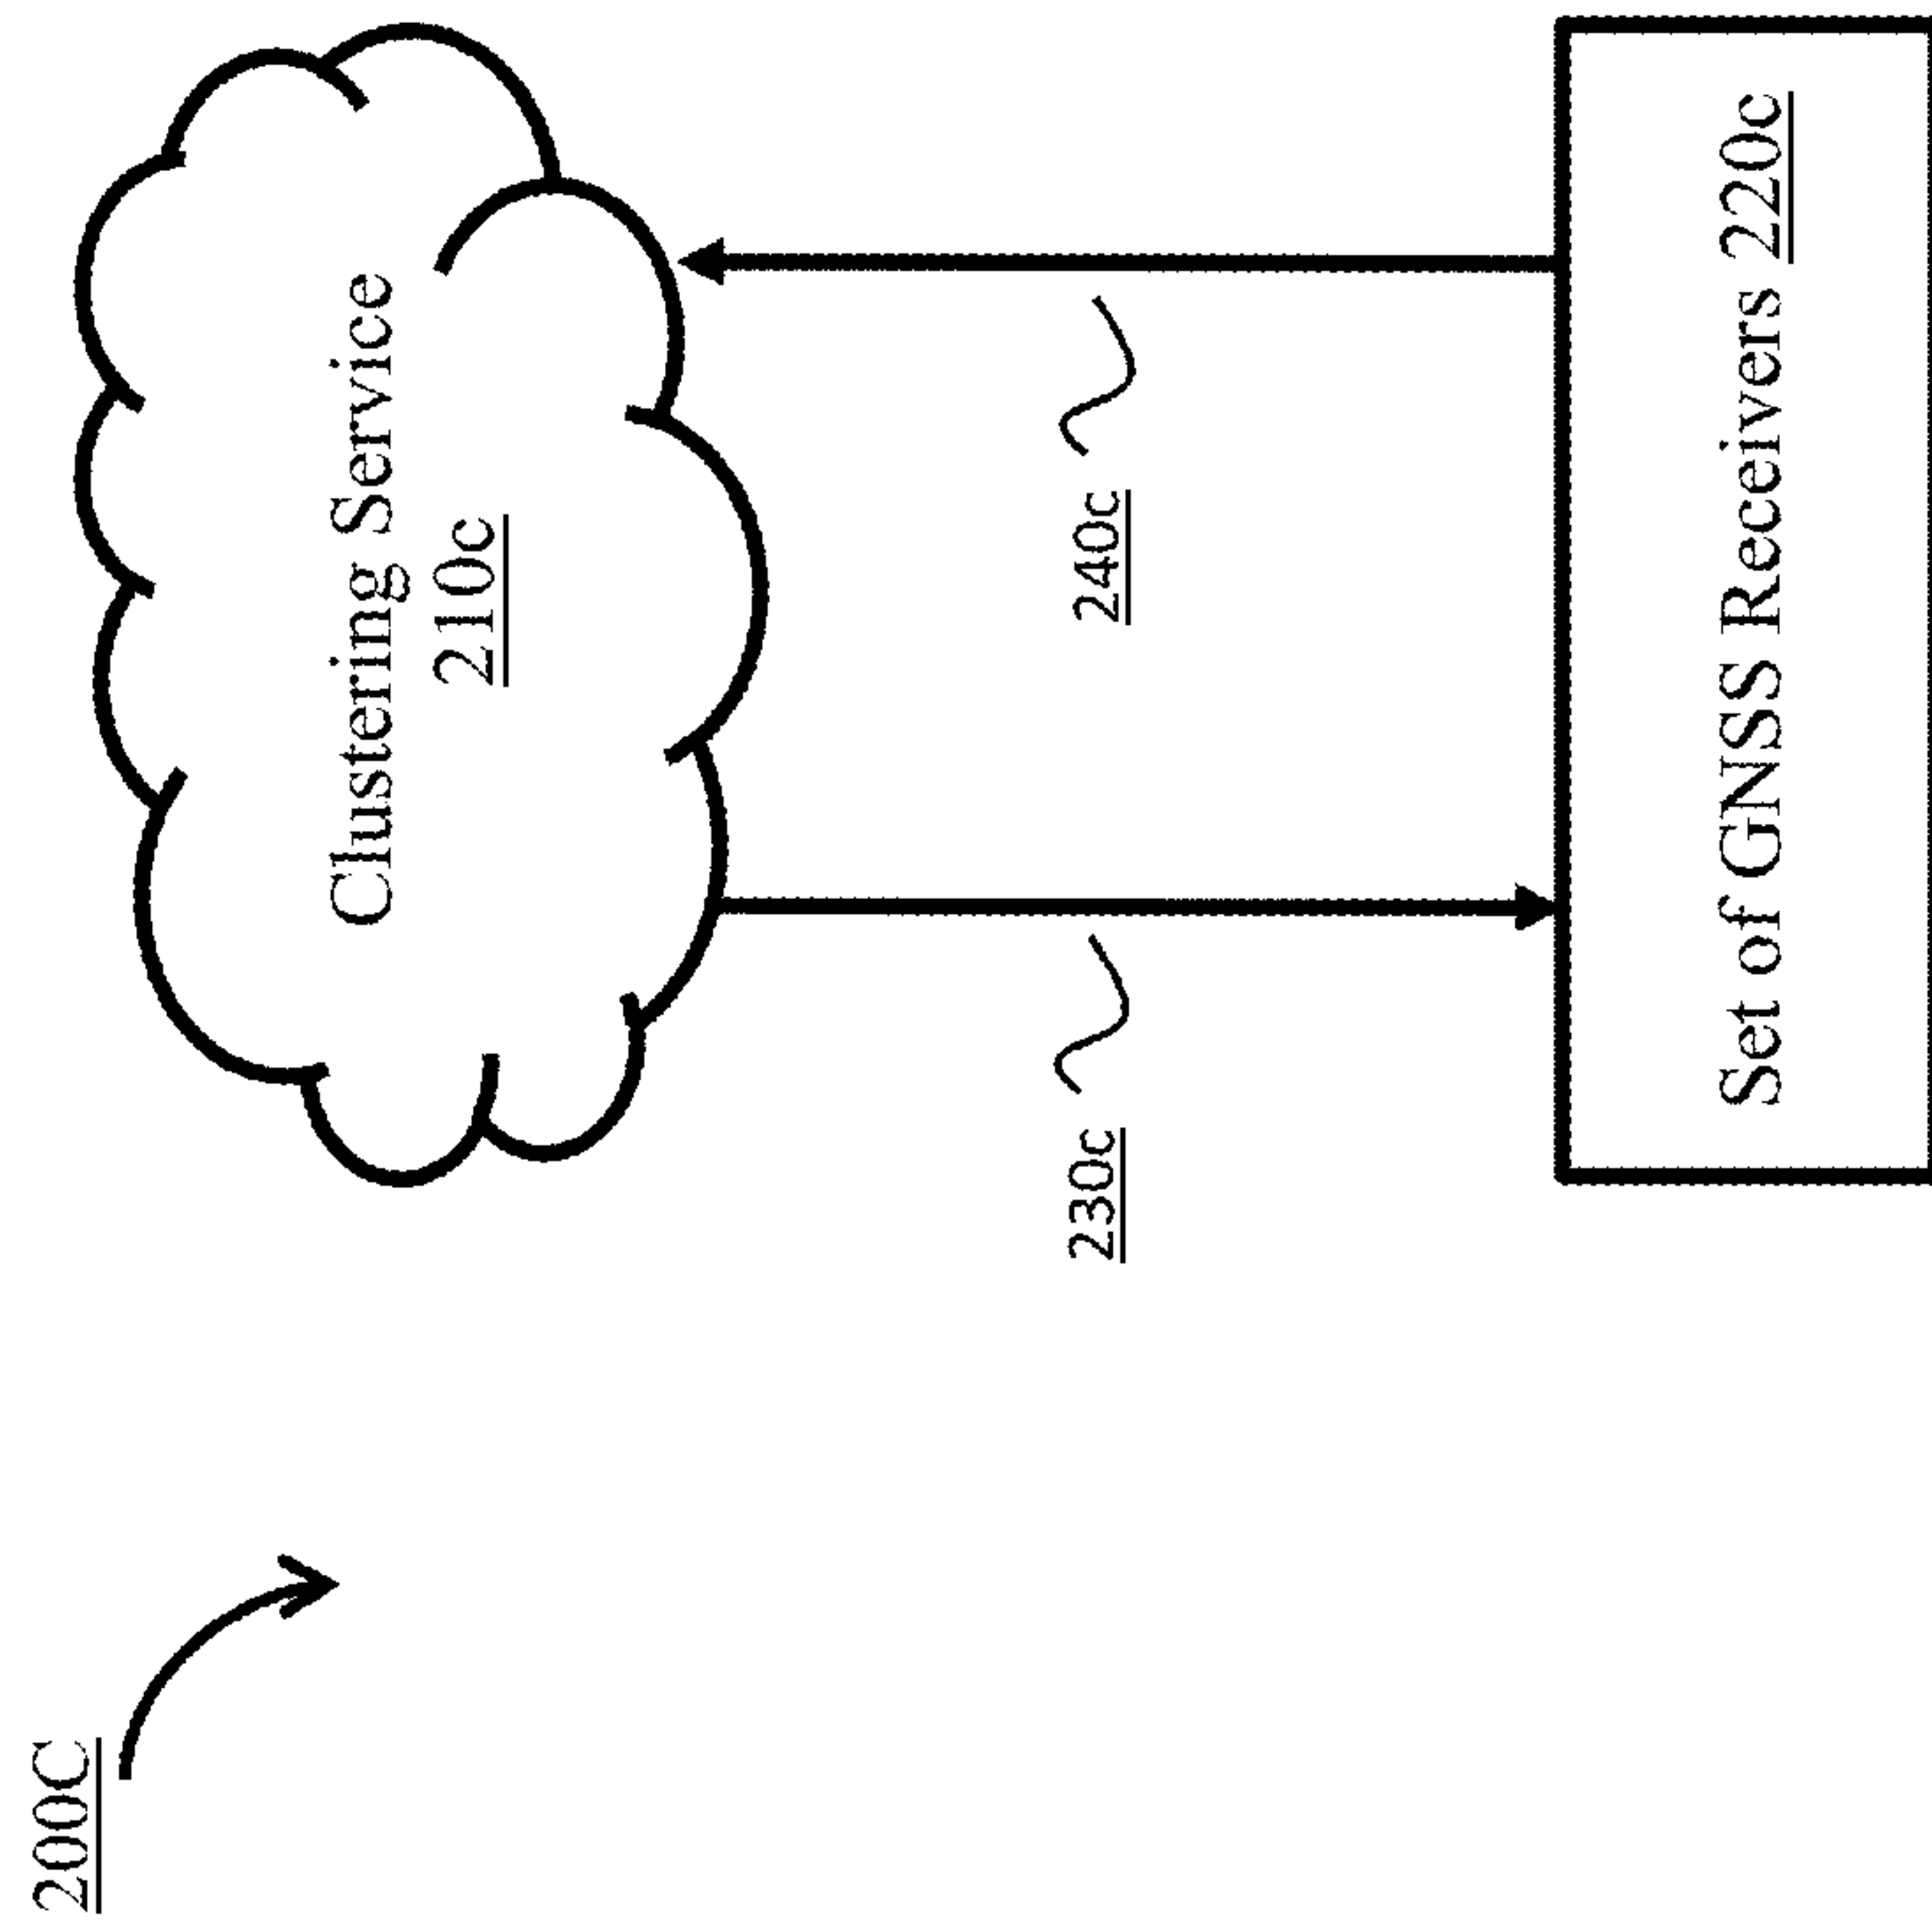 200C
Clustering Service
210c
230c
240c
Set of GNSS Receivers 220c